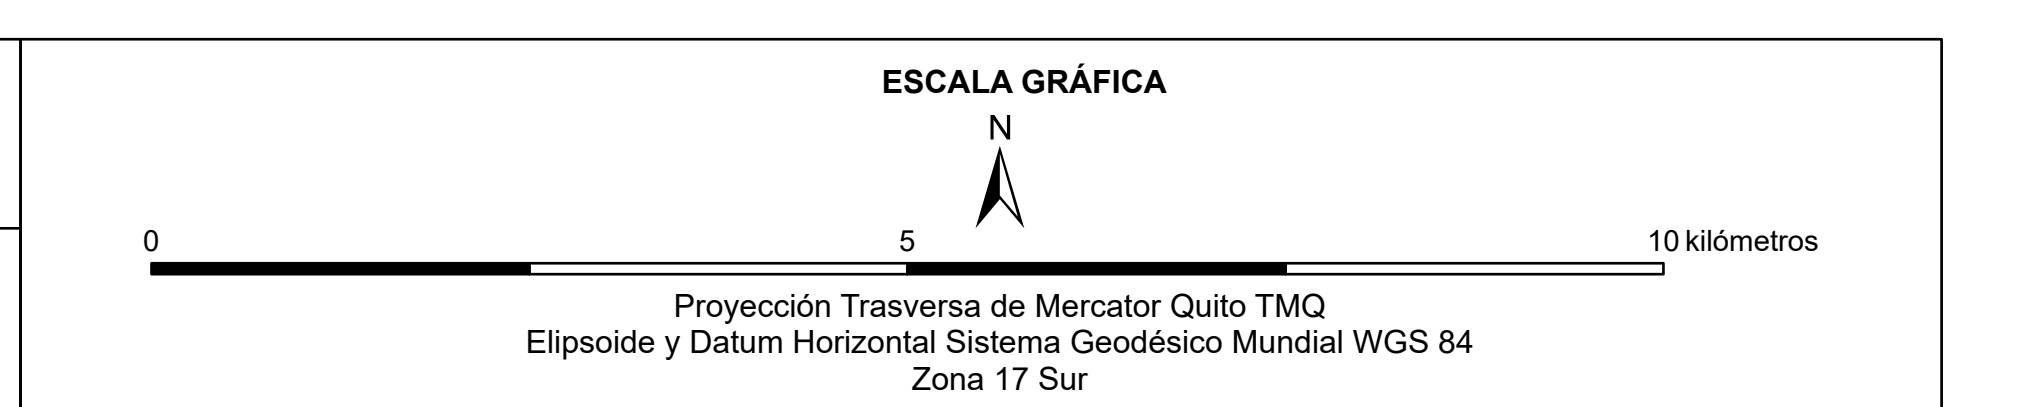 ESCALA GRÁFICA
N
0 5 10 kilómetros
Proyección Trasversa de Mercator Quito TMQ
Elipsoide y Datum Horizontal Sistema Geodésico Mundial WGS 84
Zona 17 Sur